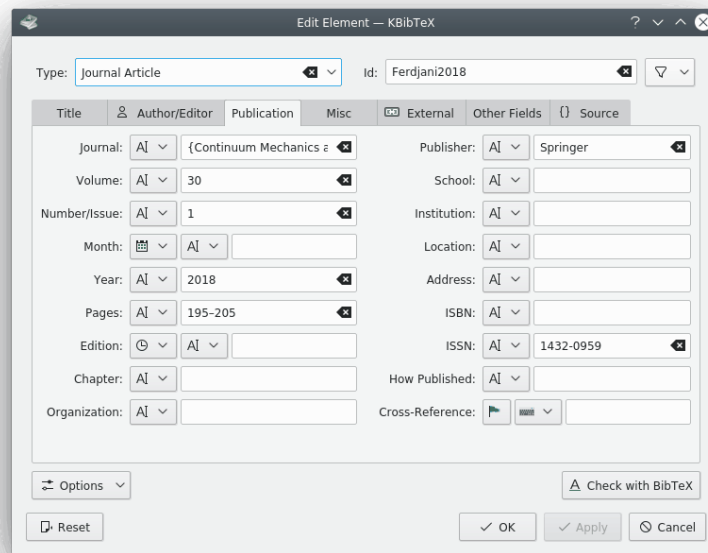 Edit Element — KBibTeX
Type: Journal Article Id: Ferdjani2018
Title Author/Editor Publication Misc External Other Fields {} Source
Journal: A {Continuum Mechanics a Publisher: A Springer
Volume: A 30 School: A
Number/Issue: A 1 Institution: A
Month: A Location: A
Year: A 2018 Address: A
Pages: A 195–205 ISBN: A
Edition: A ISSN: A 1432-0959
Chapter: A How Published: A
Organization: A Cross-Reference:
Options A Check with BibTeX
Reset OK Apply Cancel